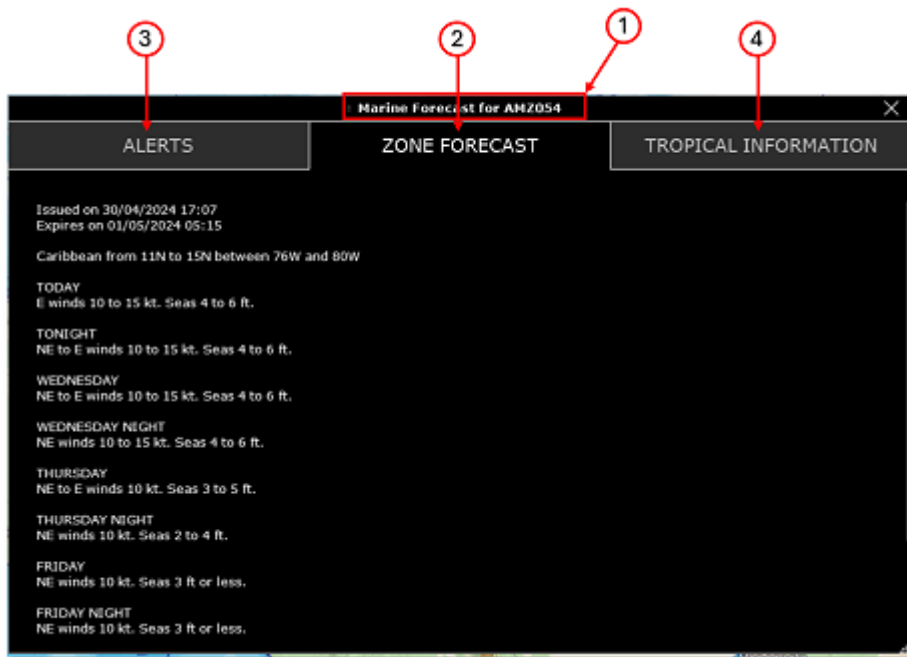 3
2
1
4
Marine Forecast for AMZ054
ALERTS
ZONE FORECAST
TROPICAL INFORMATION
Issued on 30/04/2024 17:07
Expires on 01/05/2024 05:15
Caribbean from 11N to 15N between 76W and 80W
TODAY
E winds 10 to 15 kt. Seas 4 to 6 ft.
TONIGHT
NE to E winds 10 to 15 kt. Seas 4 to 6 ft.
WEDNESDAY
NE to E winds 10 to 15 kt. Seas 4 to 6 ft.
WEDNESDAY NIGHT
NE winds 10 to 15 kt. Seas 4 to 6 ft.
THURSDAY
NE to E winds 10 kt. Seas 3 to 5 ft.
THURSDAY NIGHT
NE winds 10 kt. Seas 2 to 4 ft.
FRIDAY
NE winds 10 kt. Seas 3 ft or less.
FRIDAY NIGHT
NE winds 10 kt. Seas 3 ft or less.